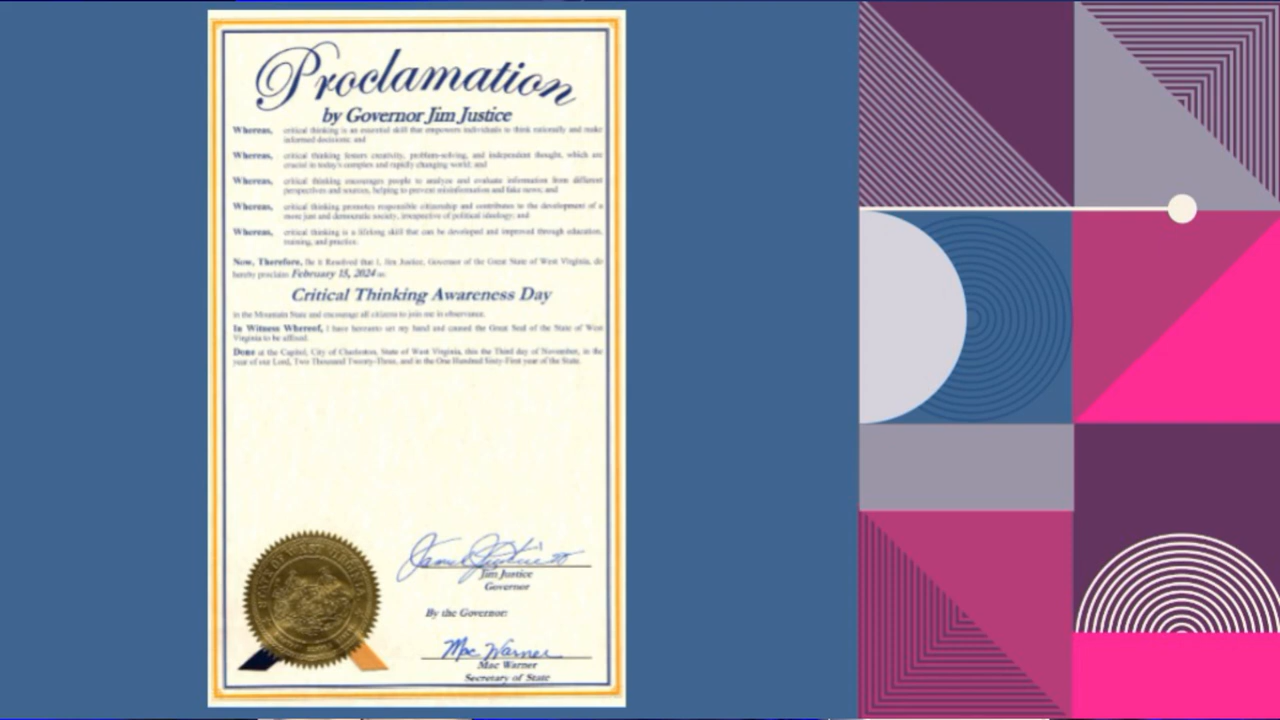 Proclamation
by Governor Jim Justice
Whereas, critical thinking is an essential skill that empowers individuals to think rationally and make
informed decisions; and
Whereas, critical thinking fosters creativity, problem-solving, and independent thought, which are
crucial in today's complex and rapidly changing world; and
Whereas, critical thinking encourages people to analyze and evaluate information from different
perspectives and sources, helping to prevent misinformation and fake news; and
Whereas, critical thinking promotes responsible citizenship and contributes to the development of a
more just and democratic society, irrespective of political ideology; and
Whereas, critical thinking is a lifelong skill that can be developed and improved through education,
training, and practice.
Now, Therefore, Be it Resolved that I, Jim Justice, Governor of the Great State of West Virginia, do
hereby proclaim February 15, 2024 as:
Critical Thinking Awareness Day
in the Mountain State and encourage all citizens to join me in observance.
In Witness Whereof, I have hereunto set my hand and caused the Great Seal of the State of West
Virginia to be affixed.
Done at the Capitol, City of Charleston, State of West Virginia, this the Third day of November, in the
year of our Lord, Two Thousand Twenty-Three, and in the One Hundred Sixty-First year of the State.
Jim Justice
Governor
By the Governor:
Mac Warner
Mac Warner
Secretary of State